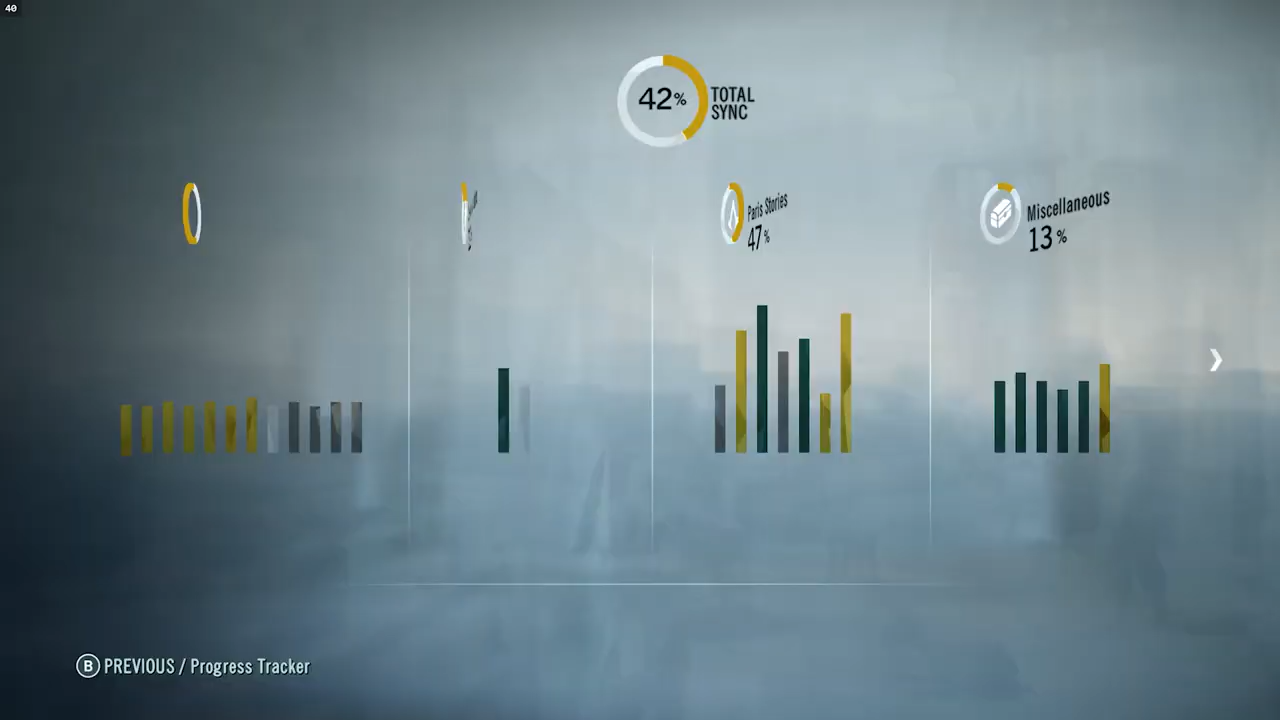 40
42%
TOTAL
SYNC
Paris Stories
47%
Miscellaneous
13%
B PREVIOUS / Progress Tracker